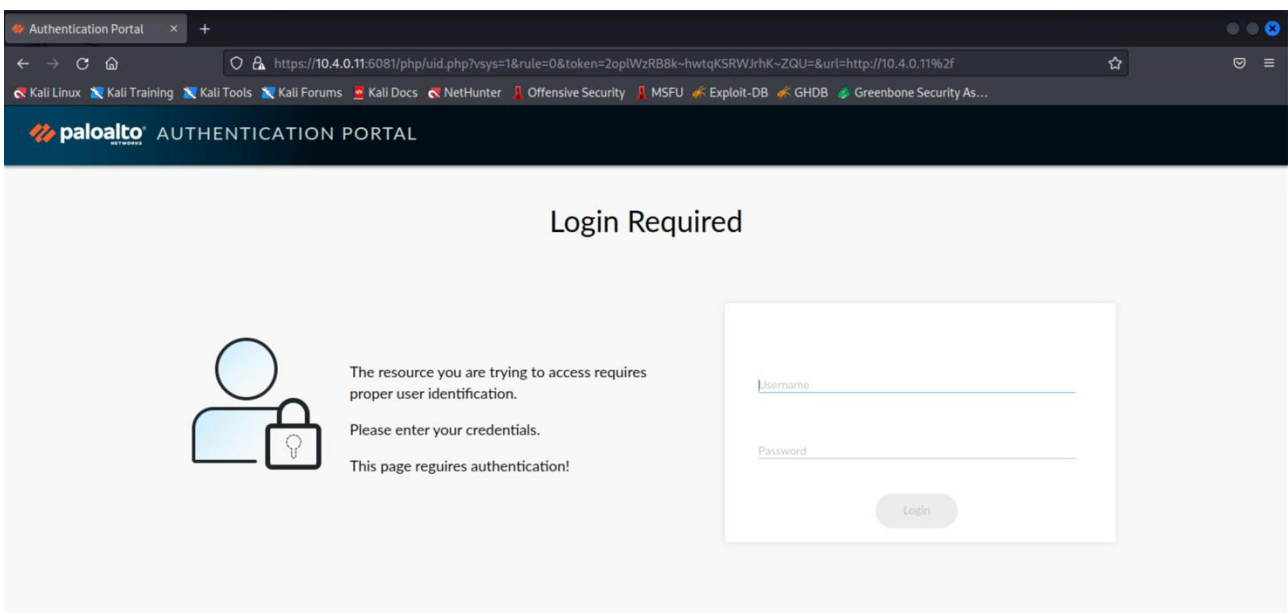 Authentication Portal
https://10.4.0.11:6081/php/uid.php?vsys=1&rule=0&token=2oplWzRB8k~hwtqKSRWJrhK~ZQU=&url=http://10.4.0.11%2f
Kali Linux Kali Training Kali Tools Kali Forums Kali Docs NetHunter Offensive Security MSFU Exploit-DB GHDB Greenbone Security As...
paloalto NETWORKS AUTHENTICATION PORTAL
Login Required
The resource you are trying to access requires
proper user identification.
Please enter your credentials.
This page reguires authentication!
Username
Password
Login